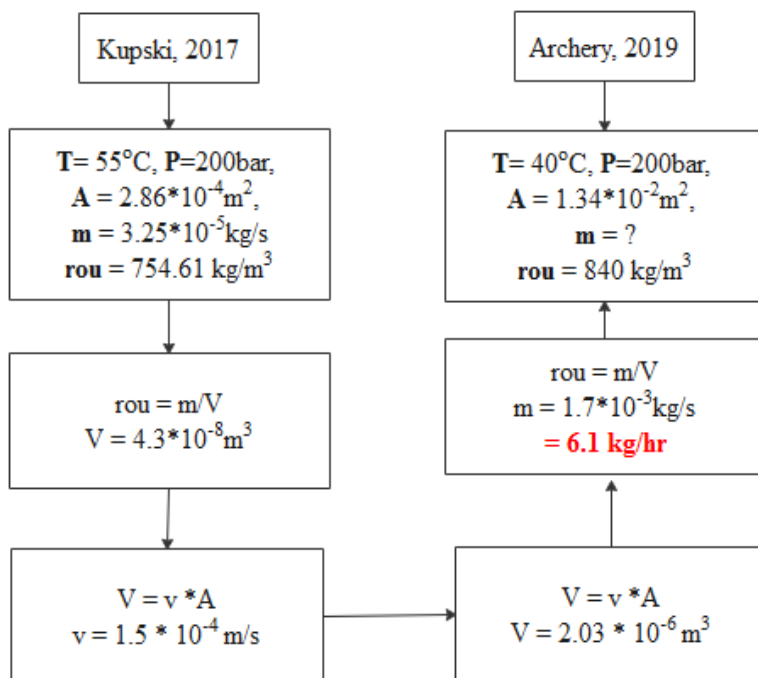 Kupski, 2017
T= 55°C, P=200bar,
A = 2.86*10⁻⁴m²,
m = 3.25*10⁻⁵kg/s
rou = 754.61 kg/m³
rou = m/V
V = 4.3*10⁻⁸m³
V = v *A
v = 1.5 * 10⁻⁴ m/s
V = v *A
V = 2.03 * 10⁻⁶ m³
rou = m/V
m = 1.7*10⁻³kg/s
= 6.1 kg/hr
Archery, 2019
T= 40°C, P=200bar,
A = 1.34*10⁻²m²,
m = ?
rou = 840 kg/m³